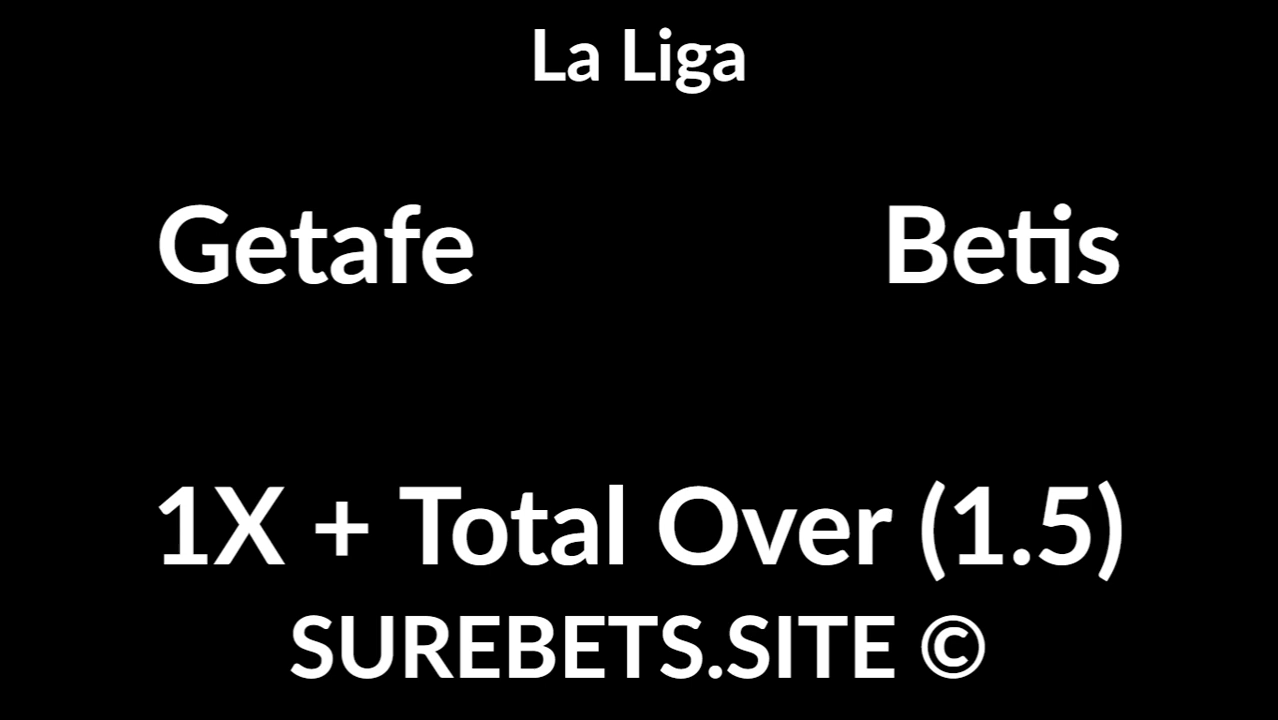 La Liga
Getafe Betis
1X + Total Over (1.5)
SUREBETS.SITE ©